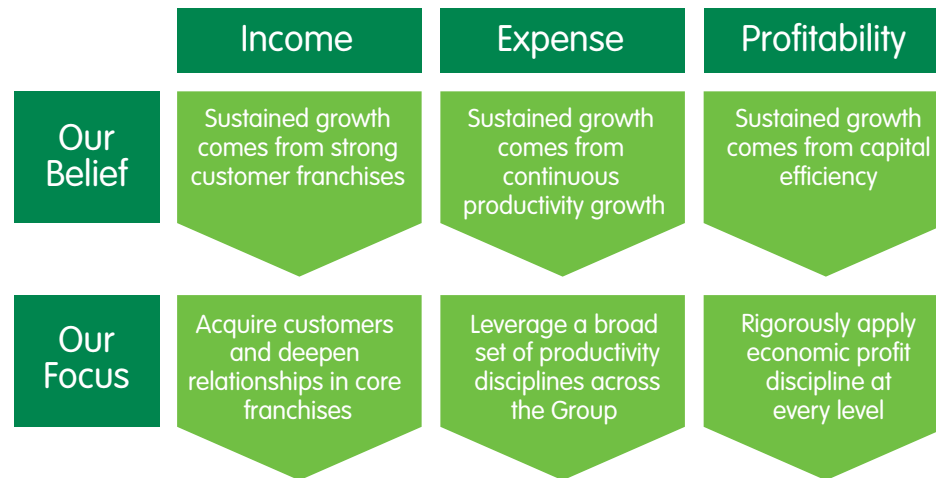 Income
Expense
Profitability
Our
Belief
Sustained growth
comes from strong
customer franchises
Sustained growth
comes from
continuous
productivity growth
Sustained growth
comes from capital
efficiency
Our
Focus
Acquire customers
and deepen
relationships in core
franchises
Leverage a broad
set of productivity
disciplines across
the Group
Rigorously apply
economic profit
discipline at
every level